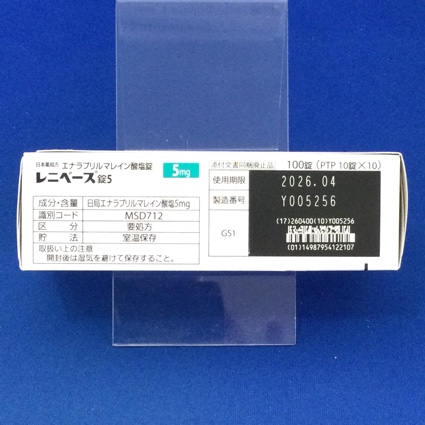 日本薬局方 エナラプリルマレイン酸塩錠
レニベース®錠5
5mg
成分・含量 日局エナラプリルマレイン酸塩5mg
識別コード MSD712
区分 要処方
貯法 室温保存
取扱い上の注意
開封後は湿気を避けて保存すること。
添付文書同梱廃止品 100錠（PTP 10錠×10）
使用期限 2026.04
製造番号 Y005256
GS1
(17)260400(10)Y005256
(01)14987954122107